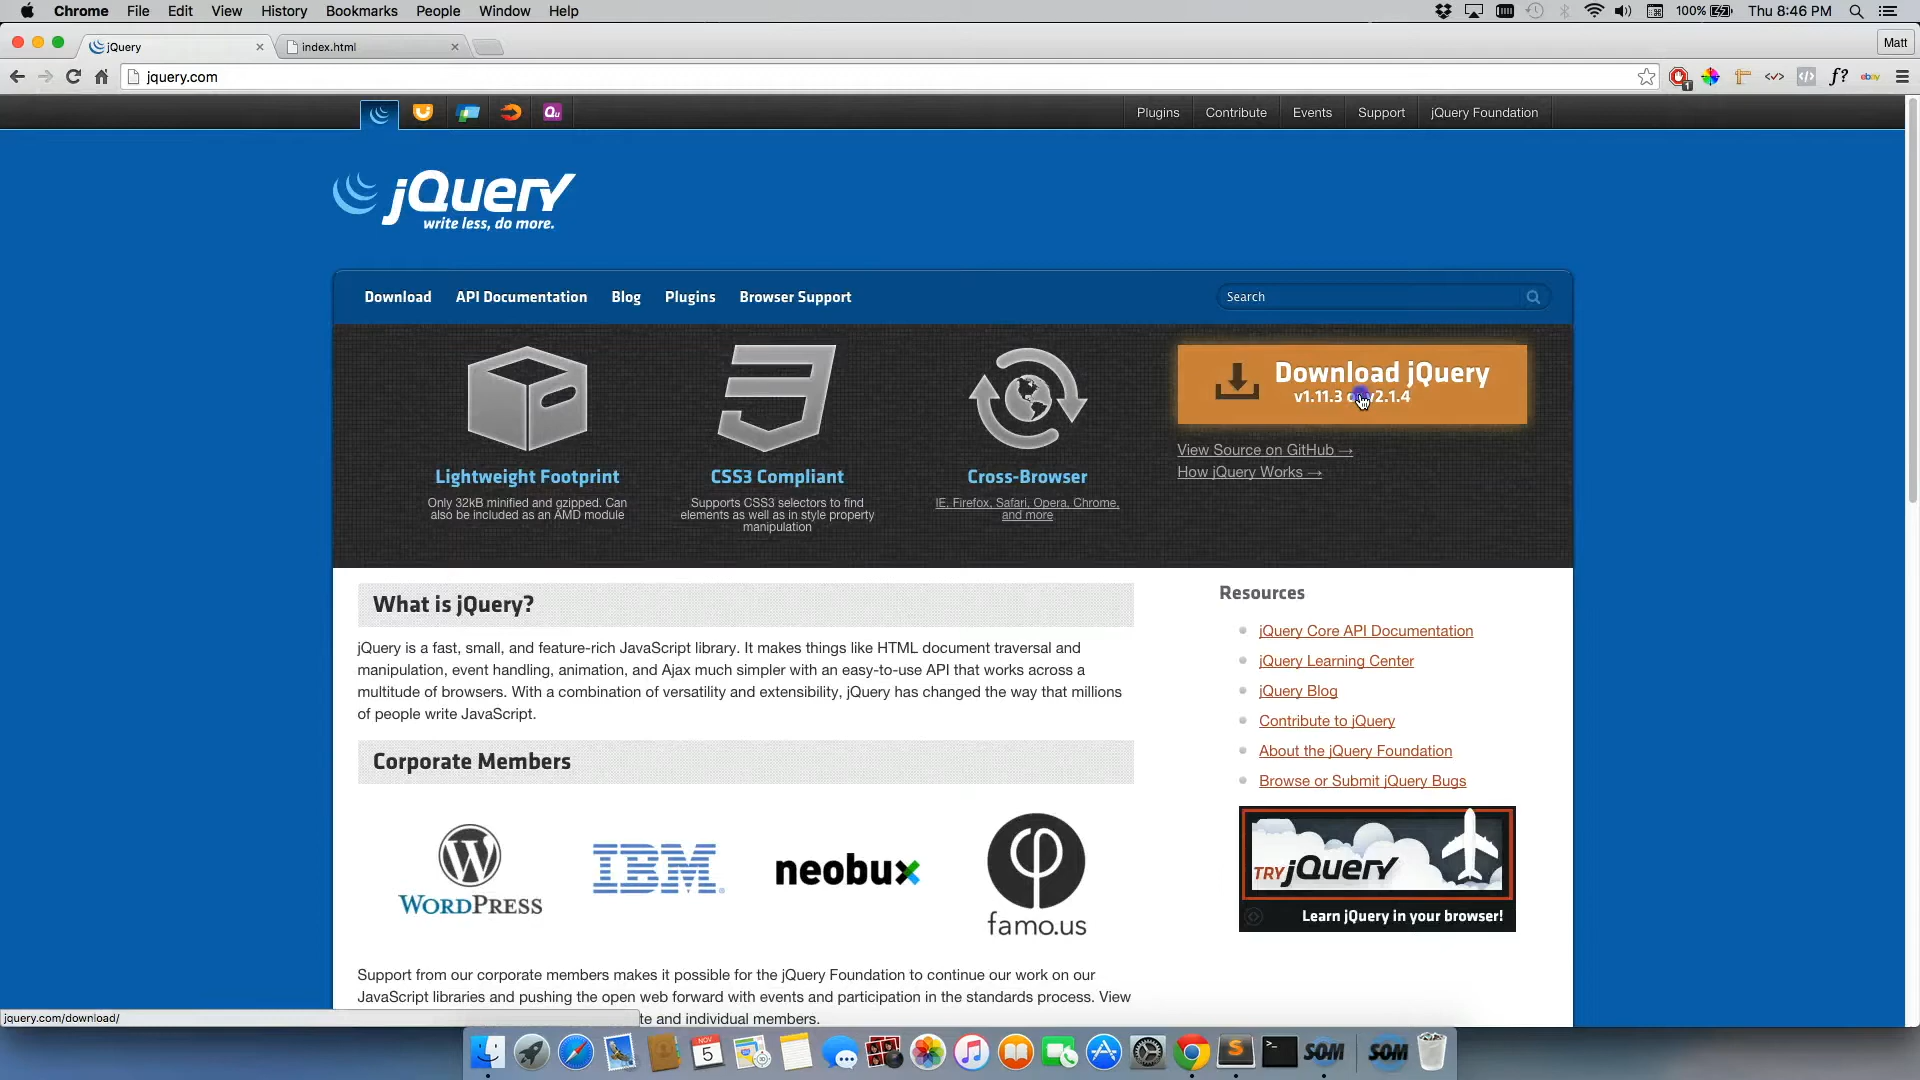 Chrome File Edit View History Bookmarks People Window Help 100% Thu 8:46 PM
jQuery index.html Matt
jquery.com f? ebay 1
Qu Plugins Contribute Events Support jQuery Foundation
jQuery
write less, do more.
Download API Documentation Blog Plugins Browser Support Search
Download jQuery
v1.11.3 v2.1.4
View Source on GitHub →
How jQuery Works →
Lightweight Footprint
Only 32kB minified and gzipped. Can
also be included as an AMD module
CSS3 Compliant
Supports CSS3 selectors to find
elements as well as in style property
manipulation
Cross-Browser
IE, Firefox, Safari, Opera, Chrome,
and more
What is jQuery?
jQuery is a fast, small, and feature-rich JavaScript library. It makes things like HTML document traversal and
manipulation, event handling, animation, and Ajax much simpler with an easy-to-use API that works across a
multitude of browsers. With a combination of versatility and extensibility, jQuery has changed the way that millions
of people write JavaScript.
Corporate Members
WORDPRESS
IBM
neobux
famo.us
Support from our corporate members makes it possible for the jQuery Foundation to continue our work on our
JavaScript libraries and pushing the open web forward with events and participation in the standards process. View
te and individual members.
Resources
jQuery Core API Documentation
jQuery Learning Center
jQuery Blog
Contribute to jQuery
About the jQuery Foundation
Browse or Submit jQuery Bugs
TRY jQuery
Learn jQuery in your browser!
jquery.com/download/
NOV
5
SOM SOM